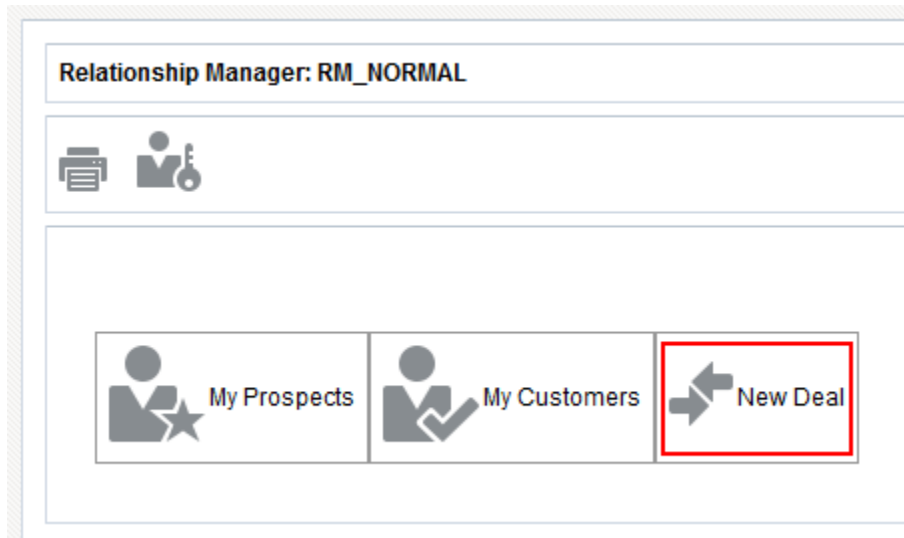 Relationship Manager: RM_NORMAL
My Prospects
My Customers
New Deal